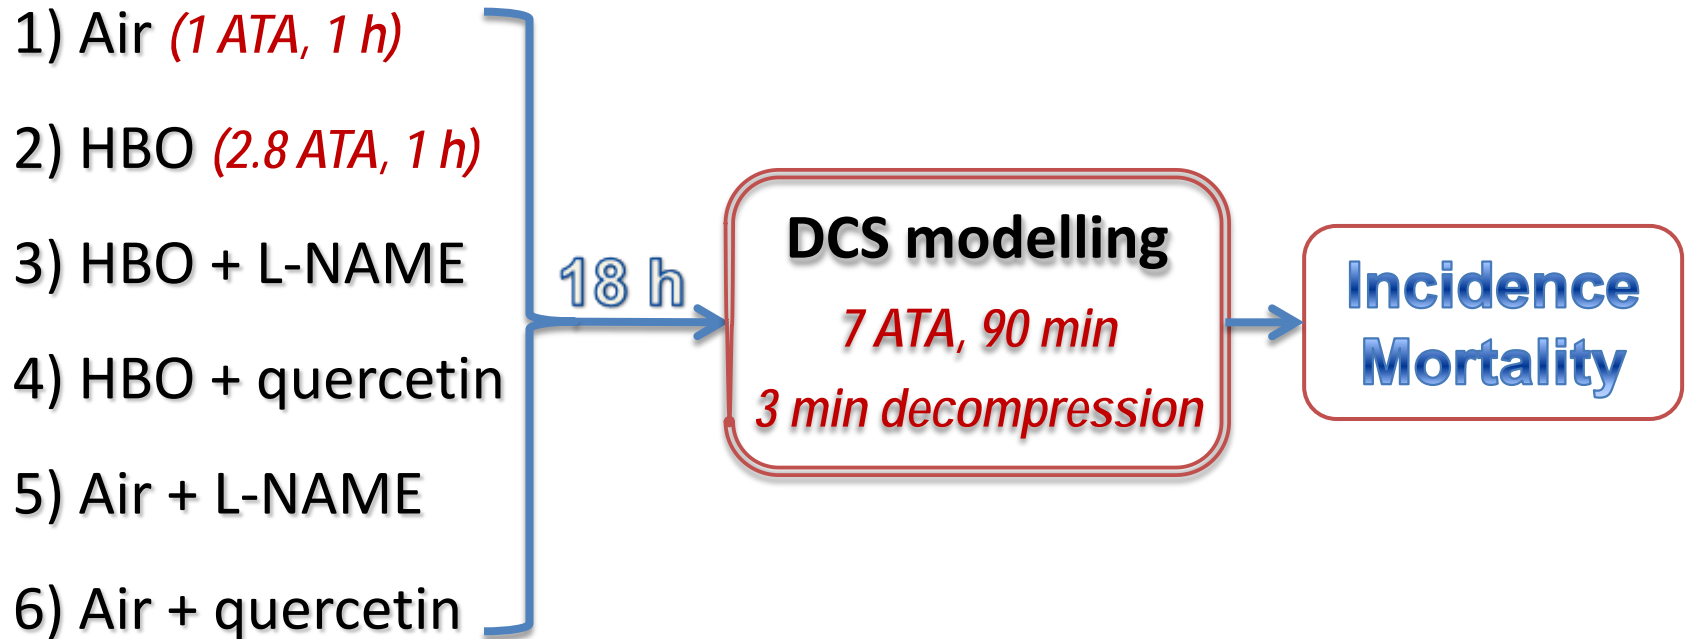 1) Air (1 ATA, 1 h)
2) HBO (2.8 ATA, 1 h)
3) HBO + L-NAME
4) HBO + quercetin
5) Air + L-NAME
6) Air + quercetin
18 h
DCS modelling
7 ATA, 90 min
3 min decompression
Incidence
Mortality